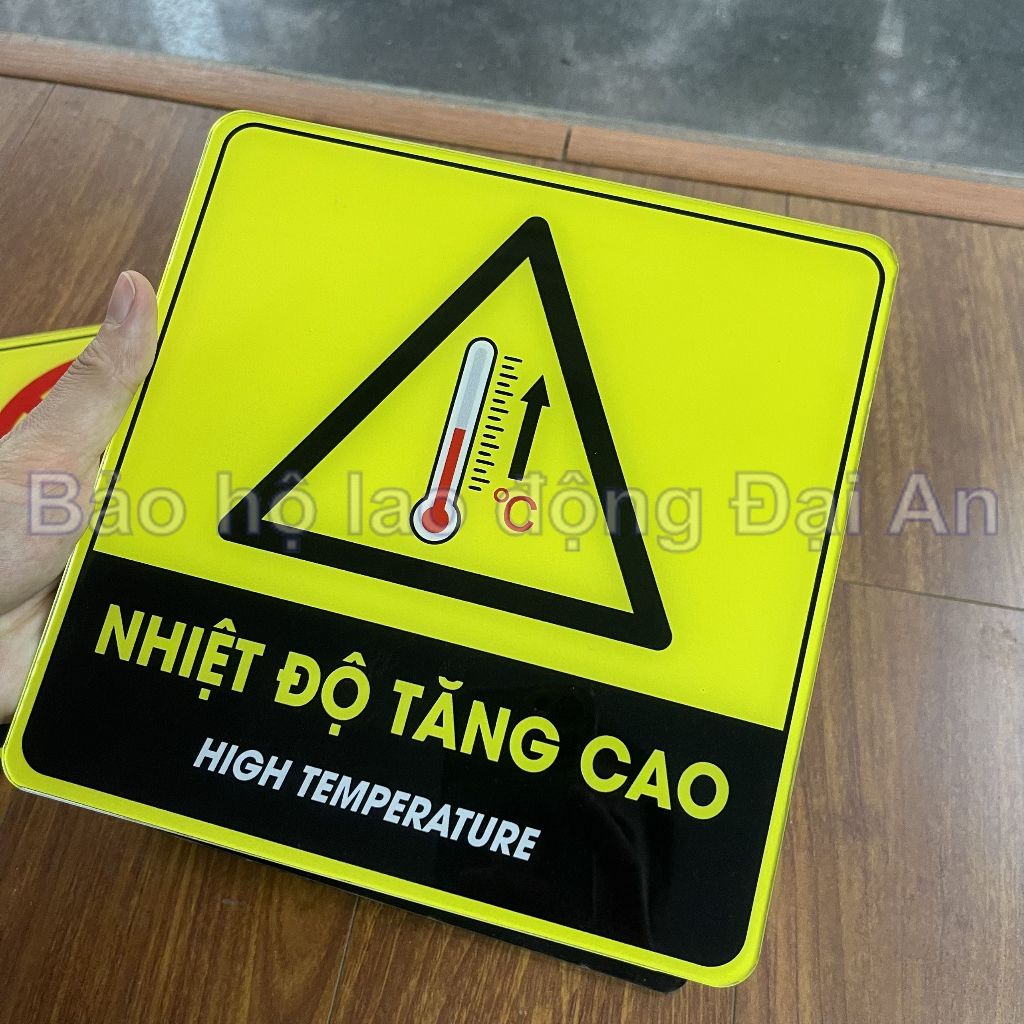 °C
Bảo hộ lao động Đại An
NHIỆT ĐỘ TĂNG CAO
HIGH TEMPERATURE